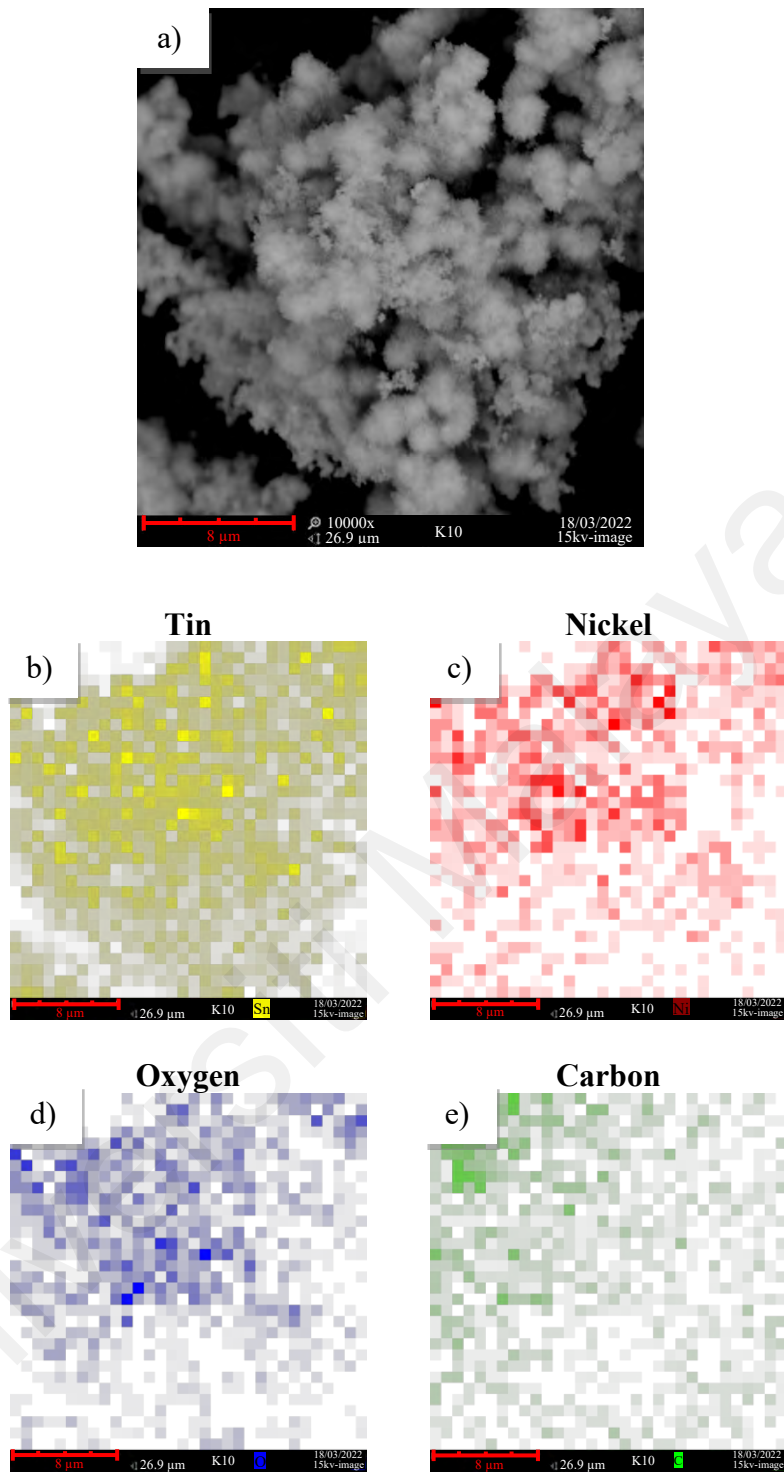 a)
8 µm
10000x
26.9 µm
K10
18/03/2022
15kv-image
Tin
Nickel
b)
c)
8 µm
26.9 µm
K10
Sn
18/03/2022
15kv-image
8 µm
26.9 µm
K10
Ni
18/03/2022
15kv-image
Oxygen
Carbon
d)
e)
8 µm
26.9 µm
K10
O
18/03/2022
15kv-image
8 µm
26.9 µm
K10
C
18/03/2022
15kv-image